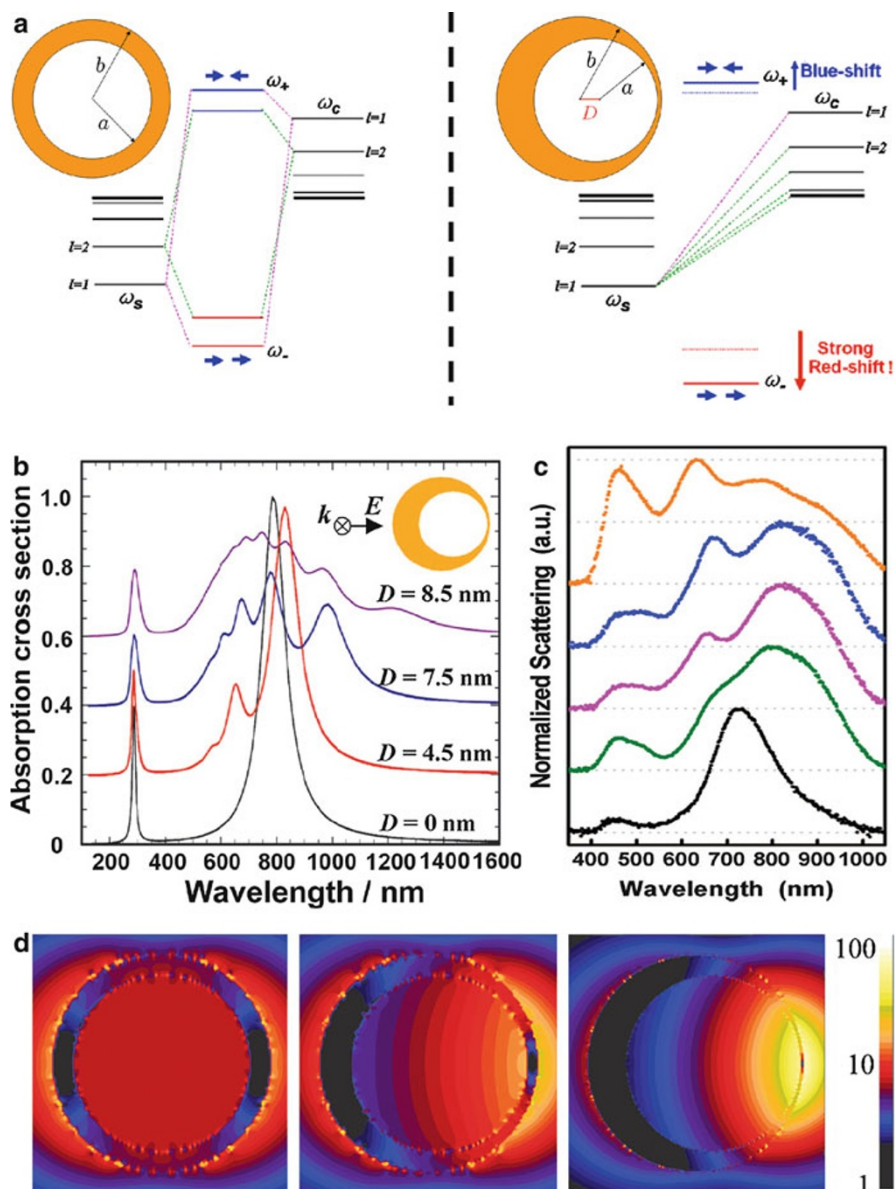 a
b
a
ω+
ωc
l=1
l=2
l=2
l=1
ωs
ω-
b
a
D
ω+
Blue-shift
ωc
l=1
l=2
l=2
l=1
ωs
ω-
Strong
Red-shift!
b
Absorption cross section
1.0
0.8
0.6
0.4
0.2
0
k ⊗ E
D = 8.5 nm
D = 7.5 nm
D = 4.5 nm
D = 0 nm
200 400 600 800 1000 1200 1400 1600
Wavelength / nm
c
Normalized Scattering (a.u.)
400 500 600 700 800 900 1000
Wavelength (nm)
d
100
10
1